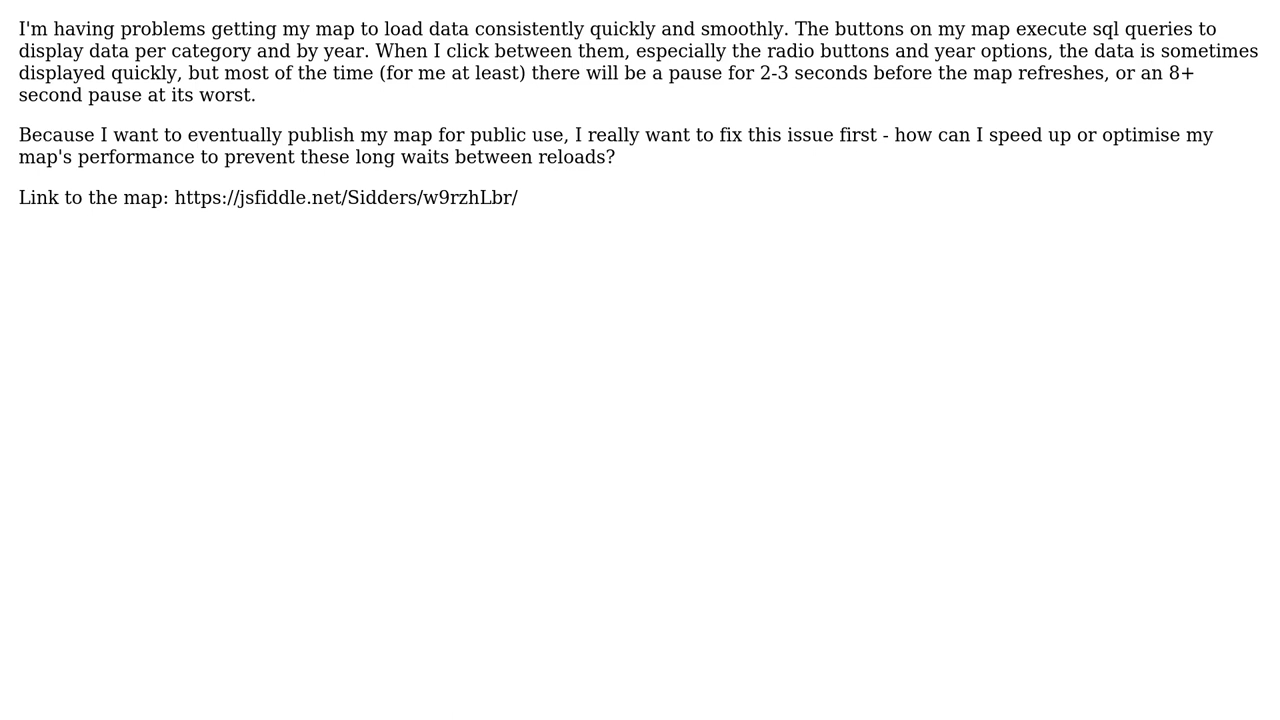 I'm having problems getting my map to load data consistently quickly and smoothly. The buttons on my map execute sql queries to
display data per category and by year. When I click between them, especially the radio buttons and year options, the data is sometimes
displayed quickly, but most of the time (for me at least) there will be a pause for 2-3 seconds before the map refreshes, or an 8+
second pause at its worst.
Because I want to eventually publish my map for public use, I really want to fix this issue first - how can I speed up or optimise my
map's performance to prevent these long waits between reloads?
Link to the map: https://jsfiddle.net/Sidders/w9rzhLbr/